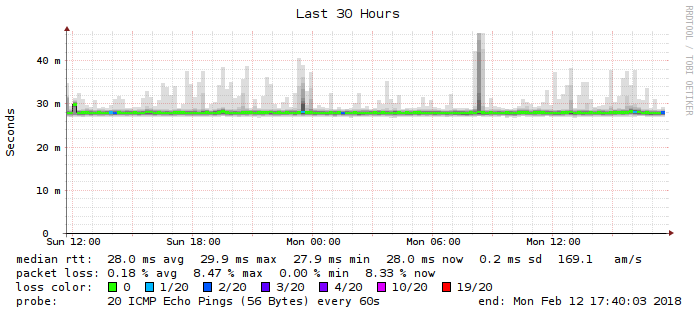 Last 30 Hours
RRDTOOL / TOBI OETIKER
Seconds
40 m
30 m
20 m
10 m
0
Sun 12:00 Sun 18:00 Mon 00:00 Mon 06:00 Mon 12:00
median rtt: 28.0 ms avg 29.9 ms max 27.9 ms min 28.0 ms now 0.2 ms sd 169.1 am/s
packet loss: 0.18 % avg 8.47 % max 0.00 % min 8.33 % now
loss color: 0 1/20 2/20 3/20 4/20 10/20 19/20
probe: 20 ICMP Echo Pings (56 Bytes) every 60s end: Mon Feb 12 17:40:03 2018